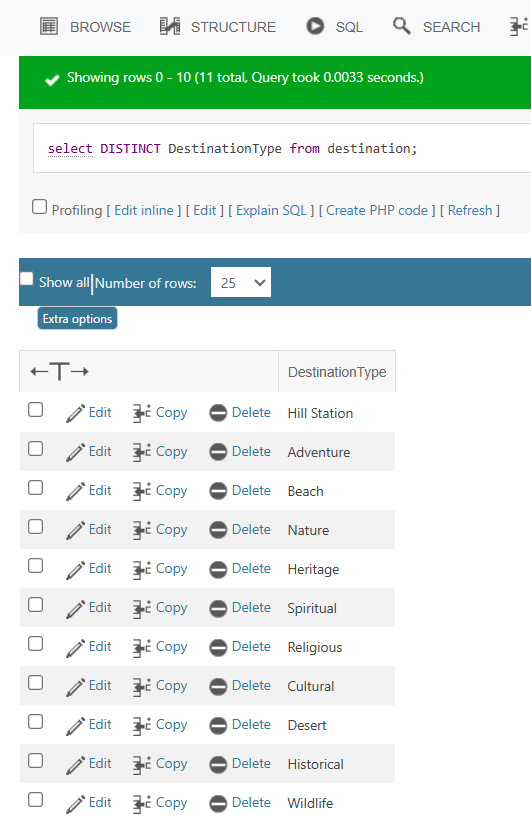 BROWSE STRUCTURE SQL SEARCH
Showing rows 0 - 10 (11 total, Query took 0.0033 seconds.)
select DISTINCT DestinationType from destination;
Profiling [ Edit inline ] [ Edit ] [ Explain SQL ] [ Create PHP code ] [ Refresh ]
Show all Number of rows: 25
Extra options
←T→ DestinationType
Edit Copy Delete Hill Station
Edit Copy Delete Adventure
Edit Copy Delete Beach
Edit Copy Delete Nature
Edit Copy Delete Heritage
Edit Copy Delete Spiritual
Edit Copy Delete Religious
Edit Copy Delete Cultural
Edit Copy Delete Desert
Edit Copy Delete Historical
Edit Copy Delete Wildlife